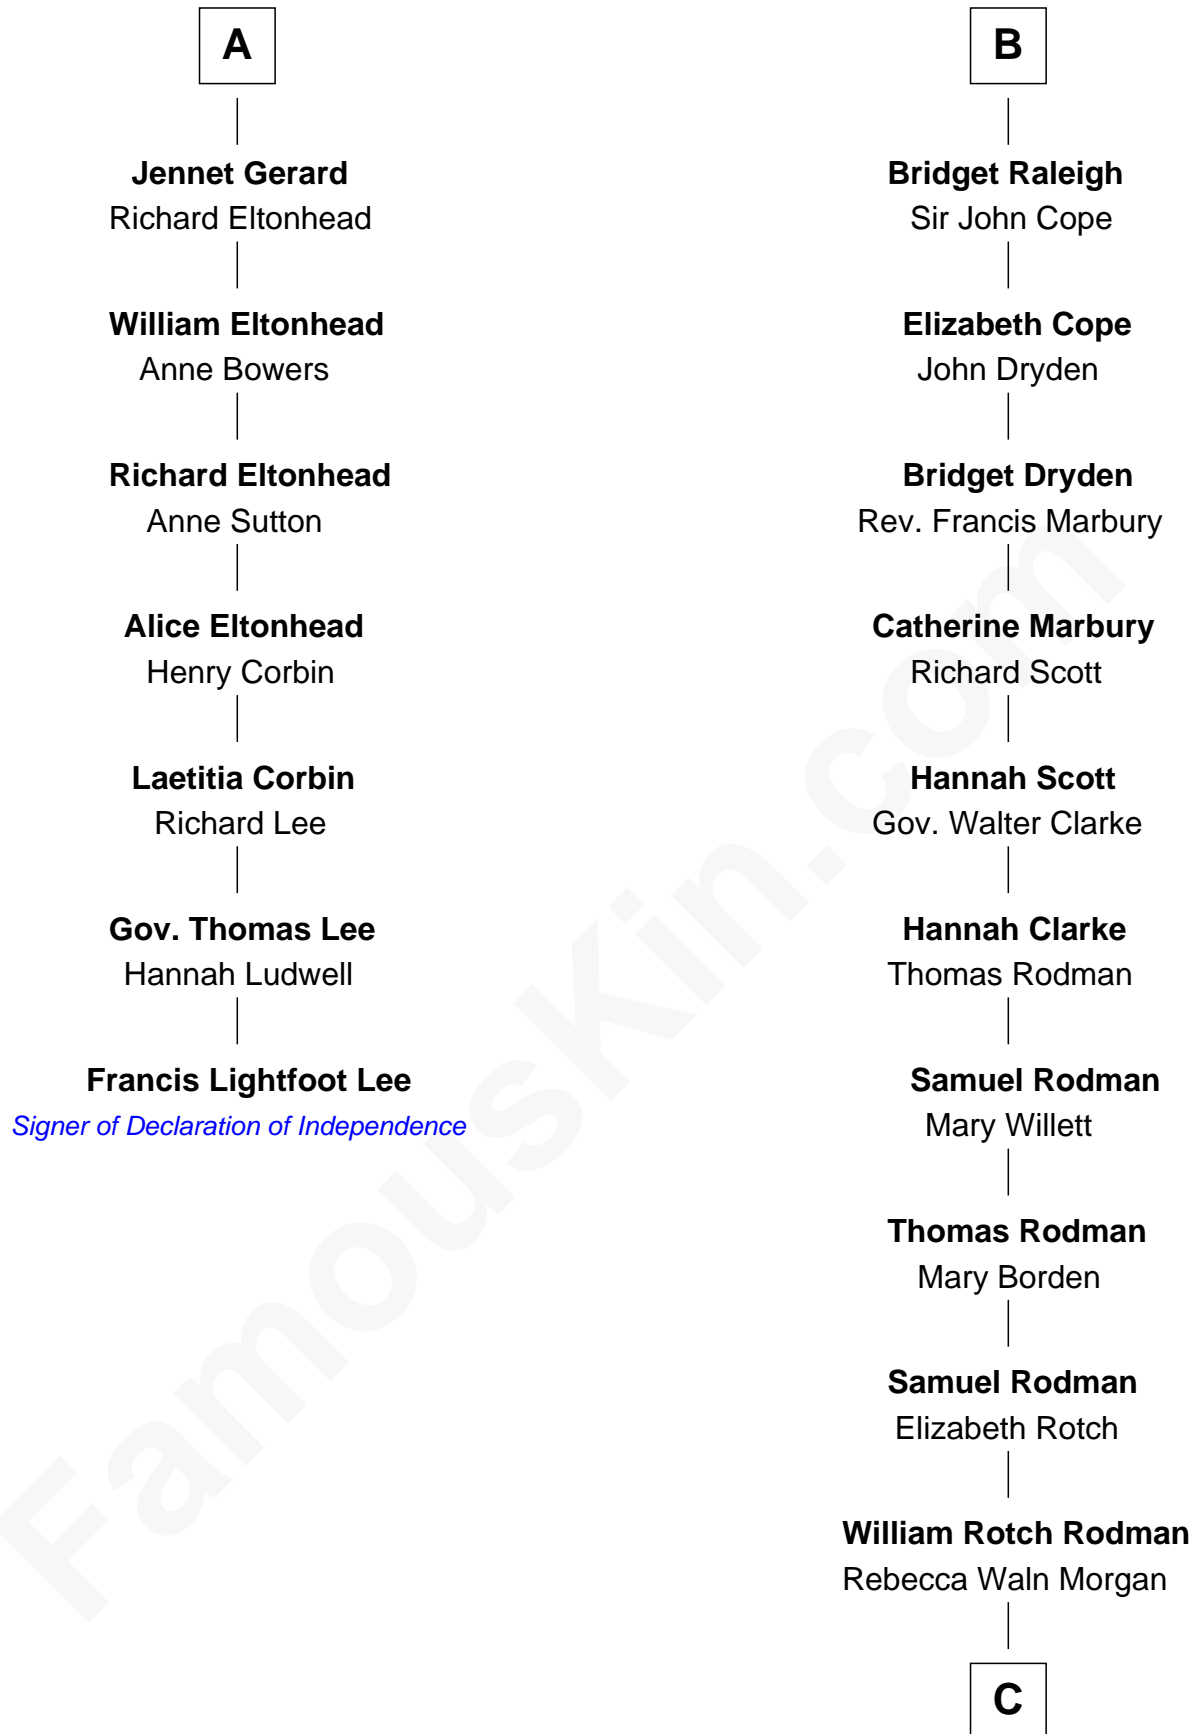 A
Jennet Gerard
Richard Eltonhead
William Eltonhead
Anne Bowers
Richard Eltonhead
Anne Sutton
Alice Eltonhead
Henry Corbin
Laetitia Corbin
Richard Lee
Gov. Thomas Lee
Hannah Ludwell
Francis Lightfoot Lee
Signer of Declaration of Independence
B
Bridget Raleigh
Sir John Cope
Elizabeth Cope
John Dryden
Bridget Dryden
Rev. Francis Marbury
Catherine Marbury
Richard Scott
Hannah Scott
Gov. Walter Clarke
Hannah Clarke
Thomas Rodman
Samuel Rodman
Mary Willett
Thomas Rodman
Mary Borden
Samuel Rodman
Elizabeth Rotch
William Rotch Rodman
Rebecca Waln Morgan
C
FamousKin.com